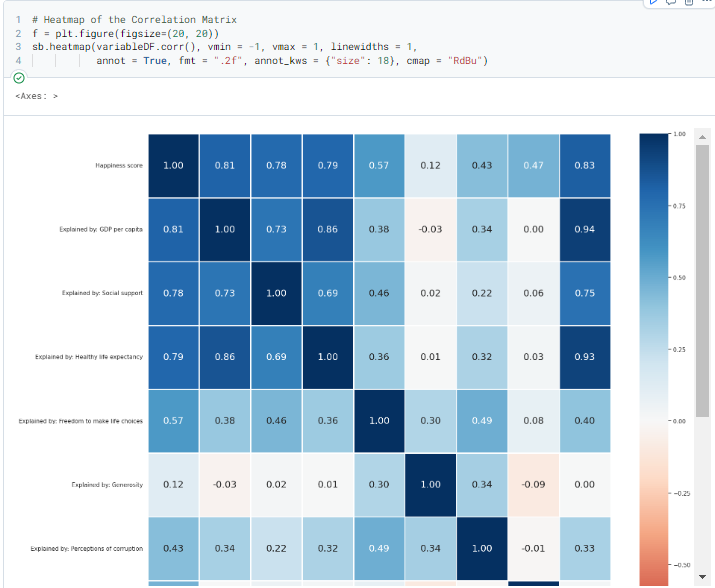 1 # Heatmap of the Correlation Matrix
2 f = plt.figure(figsize=(20, 20))
3 sb.heatmap(variableDF.corr(), vmin = -1, vmax = 1, linewidths = 1,
4 annot = True, fmt = ".2f", annot_kws = {"size": 18}, cmap = "RdBu")
<Axes: >
Happiness score 1.00 0.81 0.78 0.79 0.57 0.12 0.43 0.47 0.83
Explained by: GDP per capita 0.81 1.00 0.73 0.86 0.38 -0.03 0.34 0.00 0.94
Explained by: Social support 0.78 0.73 1.00 0.69 0.46 0.02 0.22 0.06 0.75
Explained by: Healthy life expectancy 0.79 0.86 0.69 1.00 0.36 0.01 0.32 0.03 0.93
Explained by: Freedom to make life choices 0.57 0.38 0.46 0.36 1.00 0.30 0.49 0.08 0.40
Explained by: Generosity 0.12 -0.03 0.02 0.01 0.30 1.00 0.34 -0.09 0.00
Explained by: Perceptions of corruption 0.43 0.34 0.22 0.32 0.49 0.34 1.00 -0.01 0.33
1.00
0.75
0.50
0.25
0.00
−0.25
−0.50